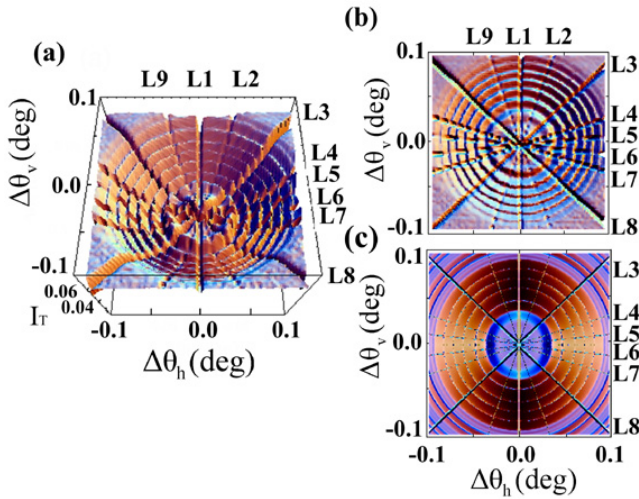 (a)
L9 L1 L2
0.1
L3
L4
0.0
L5
L6
L7
-0.1
L8
Δθv (deg)
0.06
0.04
IT
-0.1 0.0 0.1
Δθh (deg)
(b)
L9 L1 L2
0.1
L3
L4
0.0
L5
L6
L7
-0.1
L8
Δθv (deg)
(c)
0.1
L3
L4
0.0
L5
L6
L7
-0.1
L8
Δθv (deg)
-0.1 0.0 0.1
Δθh (deg)